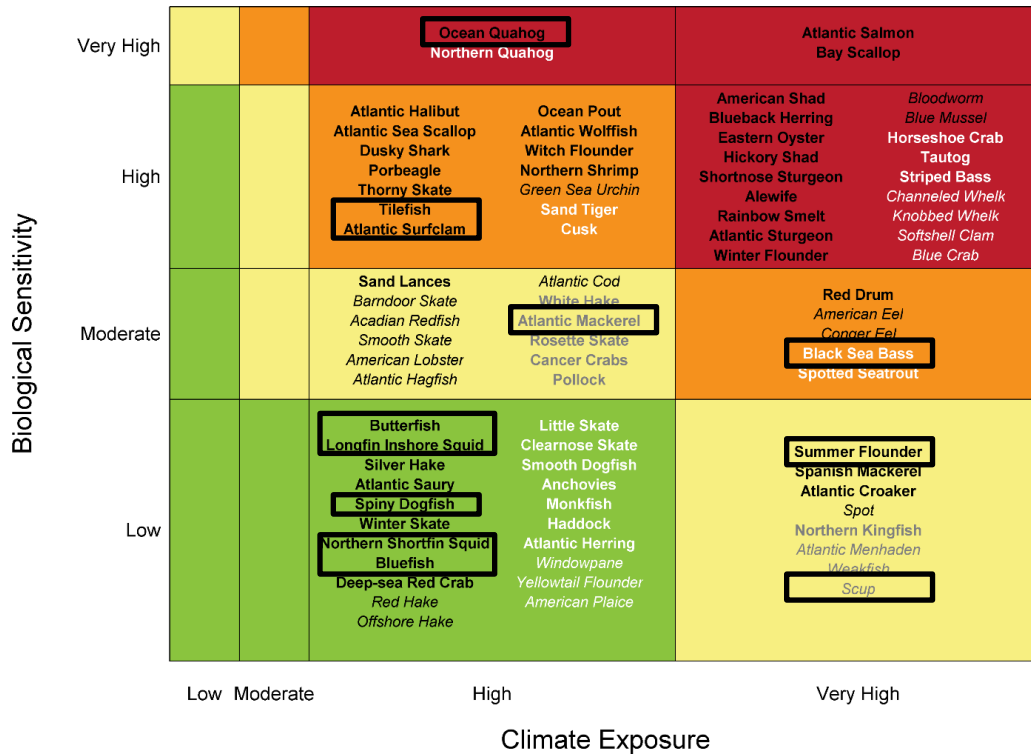 Biological Sensitivity
Very High
Ocean Quahog
Northern Quahog
Atlantic Salmon
Bay Scallop
High
Atlantic Halibut
Atlantic Sea Scallop
Dusky Shark
Porbeagle
Thorny Skate
Tilefish
Atlantic Surfclam
Ocean Pout
Atlantic Wolffish
Witch Flounder
Northern Shrimp
Green Sea Urchin
Sand Tiger
Cusk
American Shad
Blueback Herring
Eastern Oyster
Hickory Shad
Shortnose Sturgeon
Alewife
Rainbow Smelt
Atlantic Sturgeon
Winter Flounder
Bloodworm
Blue Mussel
Horseshoe Crab
Tautog
Striped Bass
Channeled Whelk
Knobbed Whelk
Softshell Clam
Blue Crab
Moderate
Sand Lances
Barndoor Skate
Acadian Redfish
Smooth Skate
American Lobster
Atlantic Hagfish
Atlantic Cod
White Hake
Atlantic Mackerel
Rosette Skate
Cancer Crabs
Pollock
Red Drum
American Eel
Conger Eel
Black Sea Bass
Spotted Seatrout
Low
Butterfish
Longfin Inshore Squid
Silver Hake
Atlantic Saury
Spiny Dogfish
Winter Skate
Northern Shortfin Squid
Bluefish
Deep-sea Red Crab
Red Hake
Offshore Hake
Little Skate
Clearnose Skate
Smooth Dogfish
Anchovies
Monkfish
Haddock
Atlantic Herring
Windowpane
Yellowtail Flounder
American Plaice
Summer Flounder
Spanish Mackerel
Atlantic Croaker
Spot
Northern Kingfish
Atlantic Menhaden
Weakfish
Scup
Low
Moderate
High
Very High
Climate Exposure